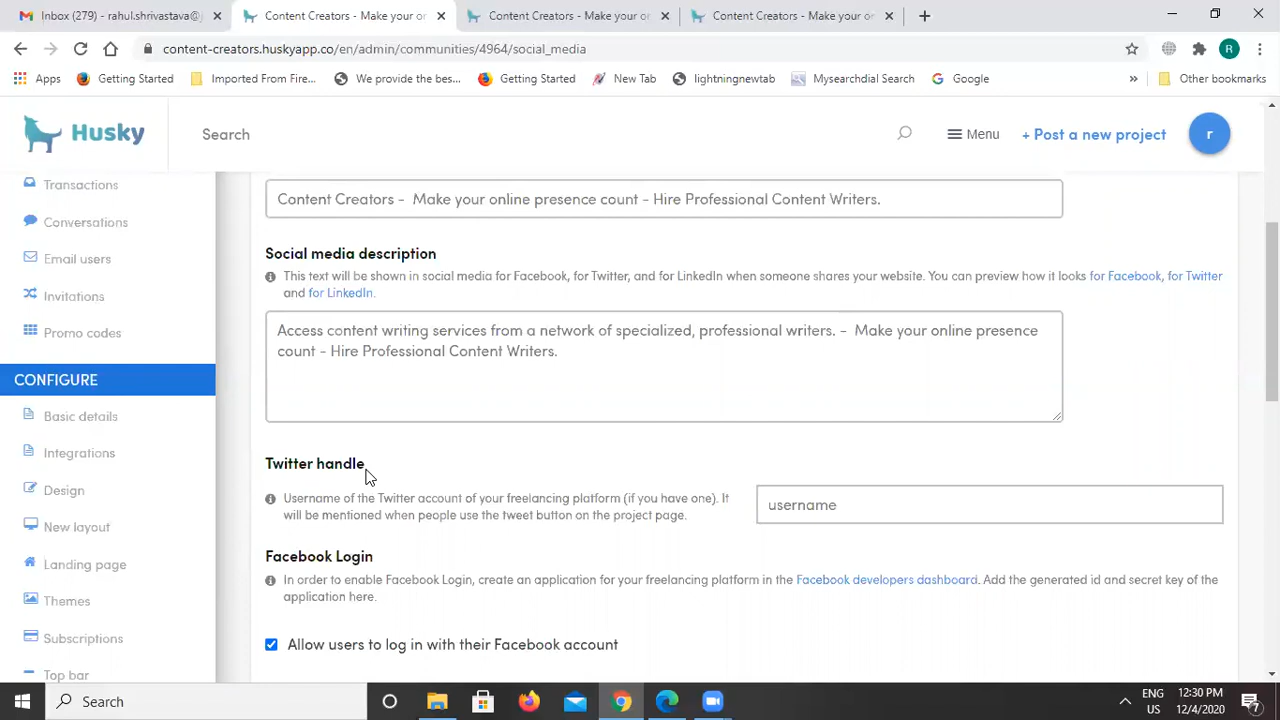 Inbox (279) - rahul.shrivastava@
Content Creators - Make your on
Content Creators - Make your on
Content Creators - Make your on
content-creators.huskyapp.co/en/admin/communities/4964/social_media
R
Apps
Getting Started
Imported From Fire...
We provide the bes...
Getting Started
New Tab
lightningnewtab
Mysearchdial Search
Google
»
Other bookmarks
Husky
Search
Menu
+ Post a new project
r
Transactions
Conversations
Email users
Invitations
Promo codes
CONFIGURE
Basic details
Integrations
Design
New layout
Landing page
Themes
Subscriptions
Top bar
Content Creators - Make your online presence count - Hire Professional Content Writers.
Social media description
This text will be shown in social media for Facebook, for Twitter, and for LinkedIn when someone shares your website. You can preview how it looks for Facebook, for Twitter
and for LinkedIn.
Access content writing services from a network of specialized, professional writers. - Make your online presence
count - Hire Professional Content Writers.
Twitter handle
Username of the Twitter account of your freelancing platform (if you have one). It
will be mentioned when people use the tweet button on the project page.
username
Facebook Login
In order to enable Facebook Login, create an application for your freelancing platform in the Facebook developers dashboard. Add the generated id and secret key of the
application here.
Allow users to log in with their Facebook account
Search
ENG
US
12:30 PM
12/4/2020
7